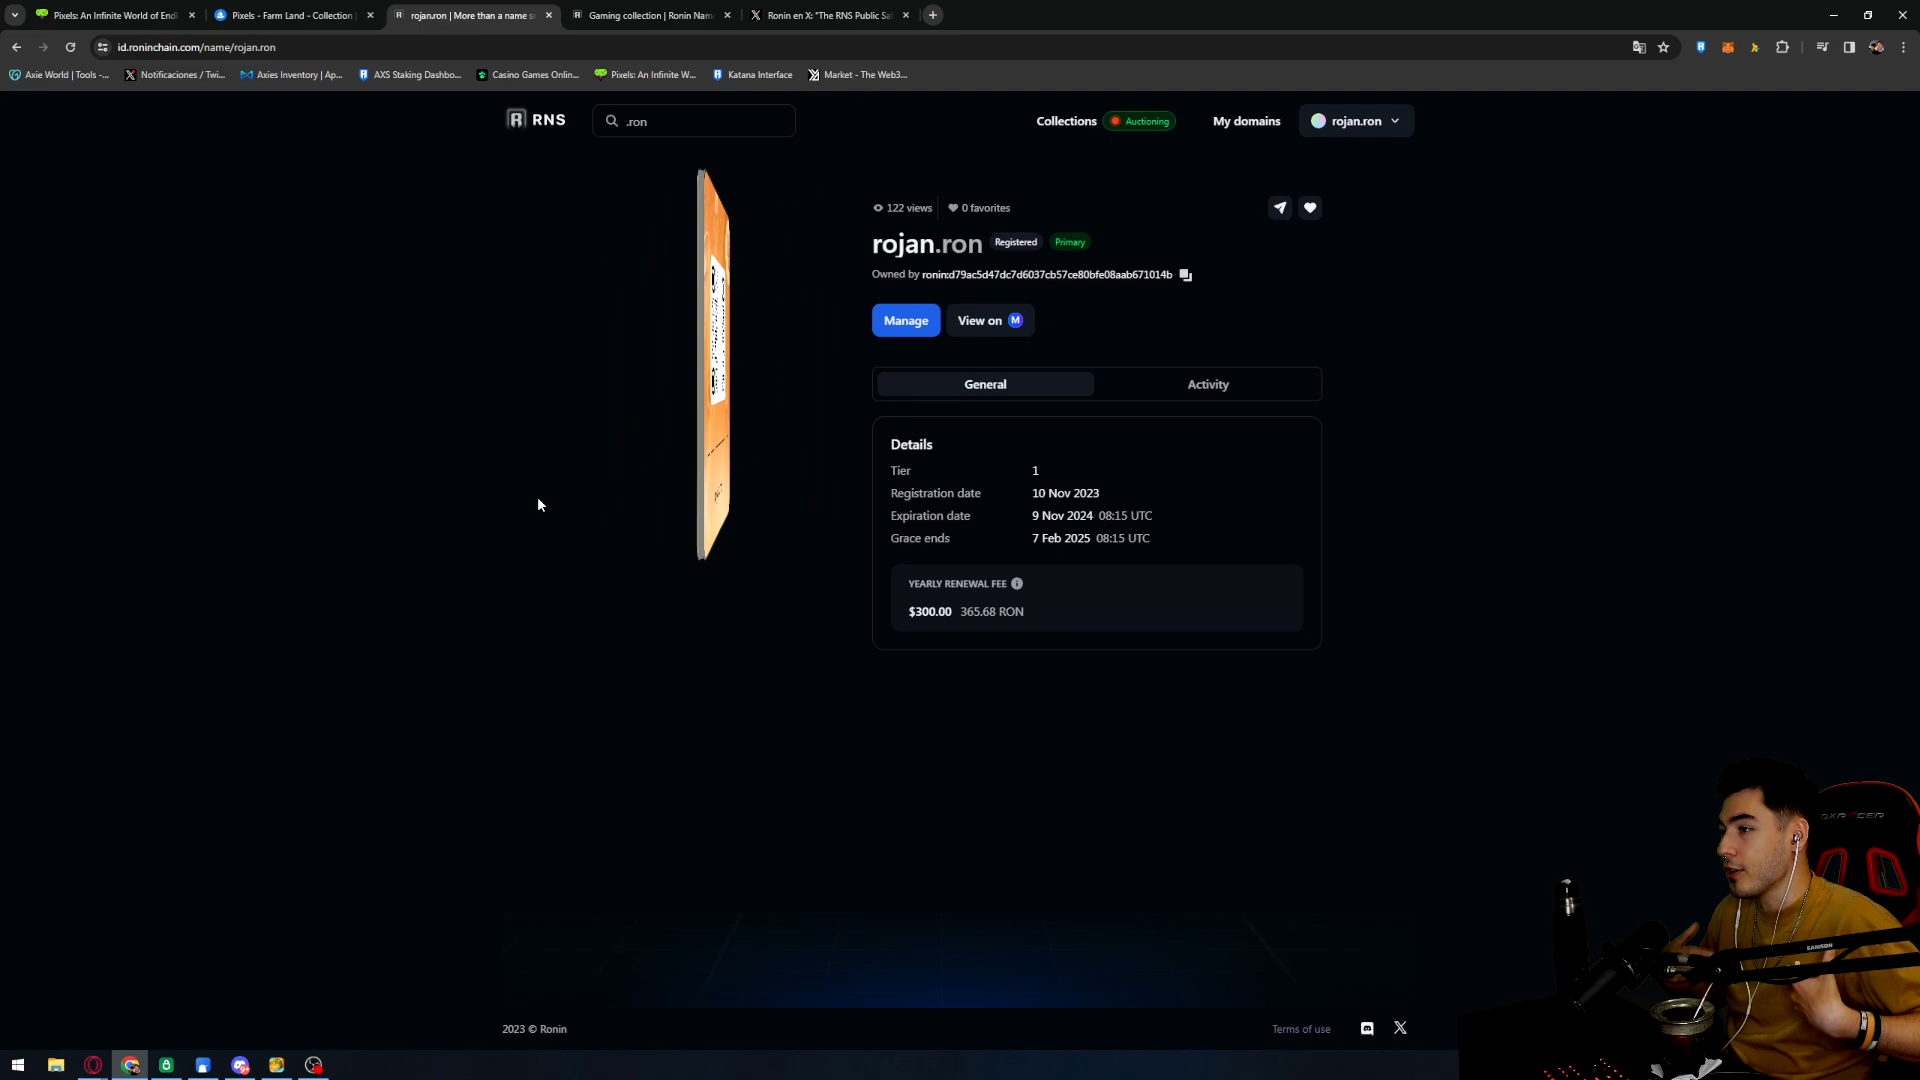 Pixels: An Infinite World of Endl
Pixels - Farm Land - Collection |
rojan.ron | More than a name se
Gaming collection | Ronin Nam
Ronin en X: "The RNS Public Sal
id.roninchain.com/name/rojan.ron
Axie World | Tools -...
Notificaciones / Twi...
Axies Inventory | Ap...
AXS Staking Dashbo...
Casino Games Onlin...
Pixels: An Infinite W...
Katana Interface
Market - The Web3...
RNS
.ron
Collections
Auctioning
My domains
rojan.ron
122 views
0 favorites
rojan.ron
Registered
Primary
Owned by ronin:d79ac5d47dc7d6037cb57ce80bfe08aab671014b
Manage
View on M
General
Activity
Details
Tier 1
Registration date 10 Nov 2023
Expiration date 9 Nov 2024 08:15 UTC
Grace ends 7 Feb 2025 08:15 UTC
YEARLY RENEWAL FEE
$300.00 365.68 RON
DXRACER
SAMSON
2023 © Ronin
Terms of use